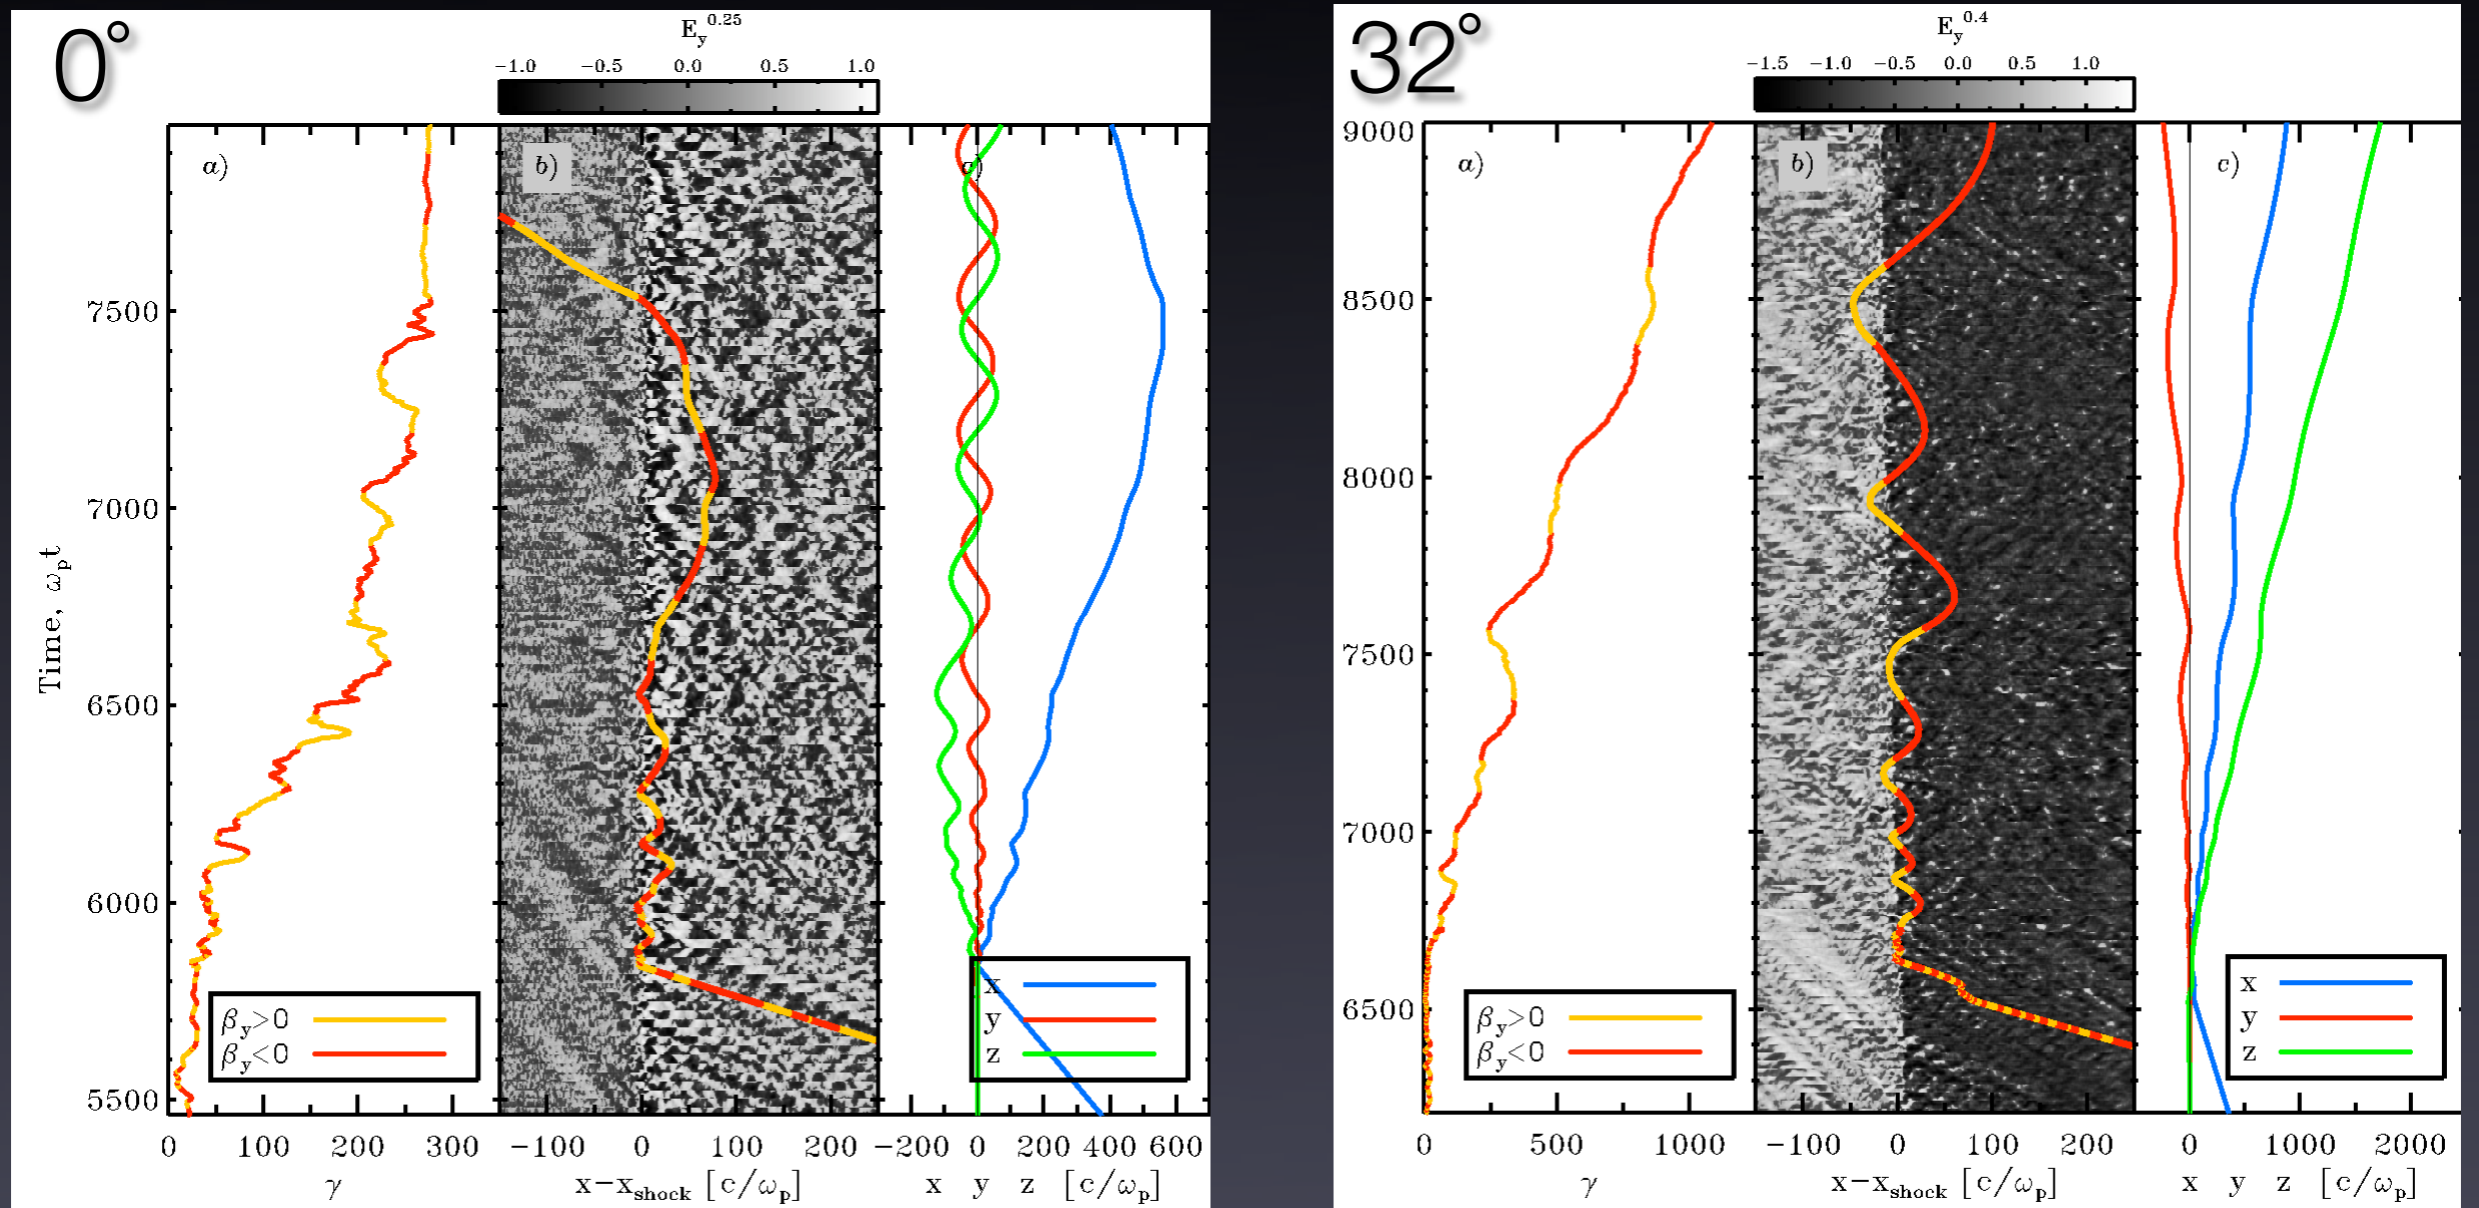 0°
E_y^0.25
−1.0 −0.5 0.0 0.5 1.0
a) b) c)
7500
7000
6500
6000
5500
Time, ω_p t
β_y>0
β_y<0
x
y
z
0 100 200 300 −100 0 100 200 −200 0 200 400 600
γ x−x_shock [c/ω_p] x y z [c/ω_p]
32°
E_y^0.4
−1.5 −1.0 −0.5 0.0 0.5 1.0
a) b) c)
9000
8500
8000
7500
7000
6500
β_y>0
β_y<0
x
y
z
0 500 1000 −100 0 100 200 0 1000 2000
γ x−x_shock [c/ω_p] x y z [c/ω_p]